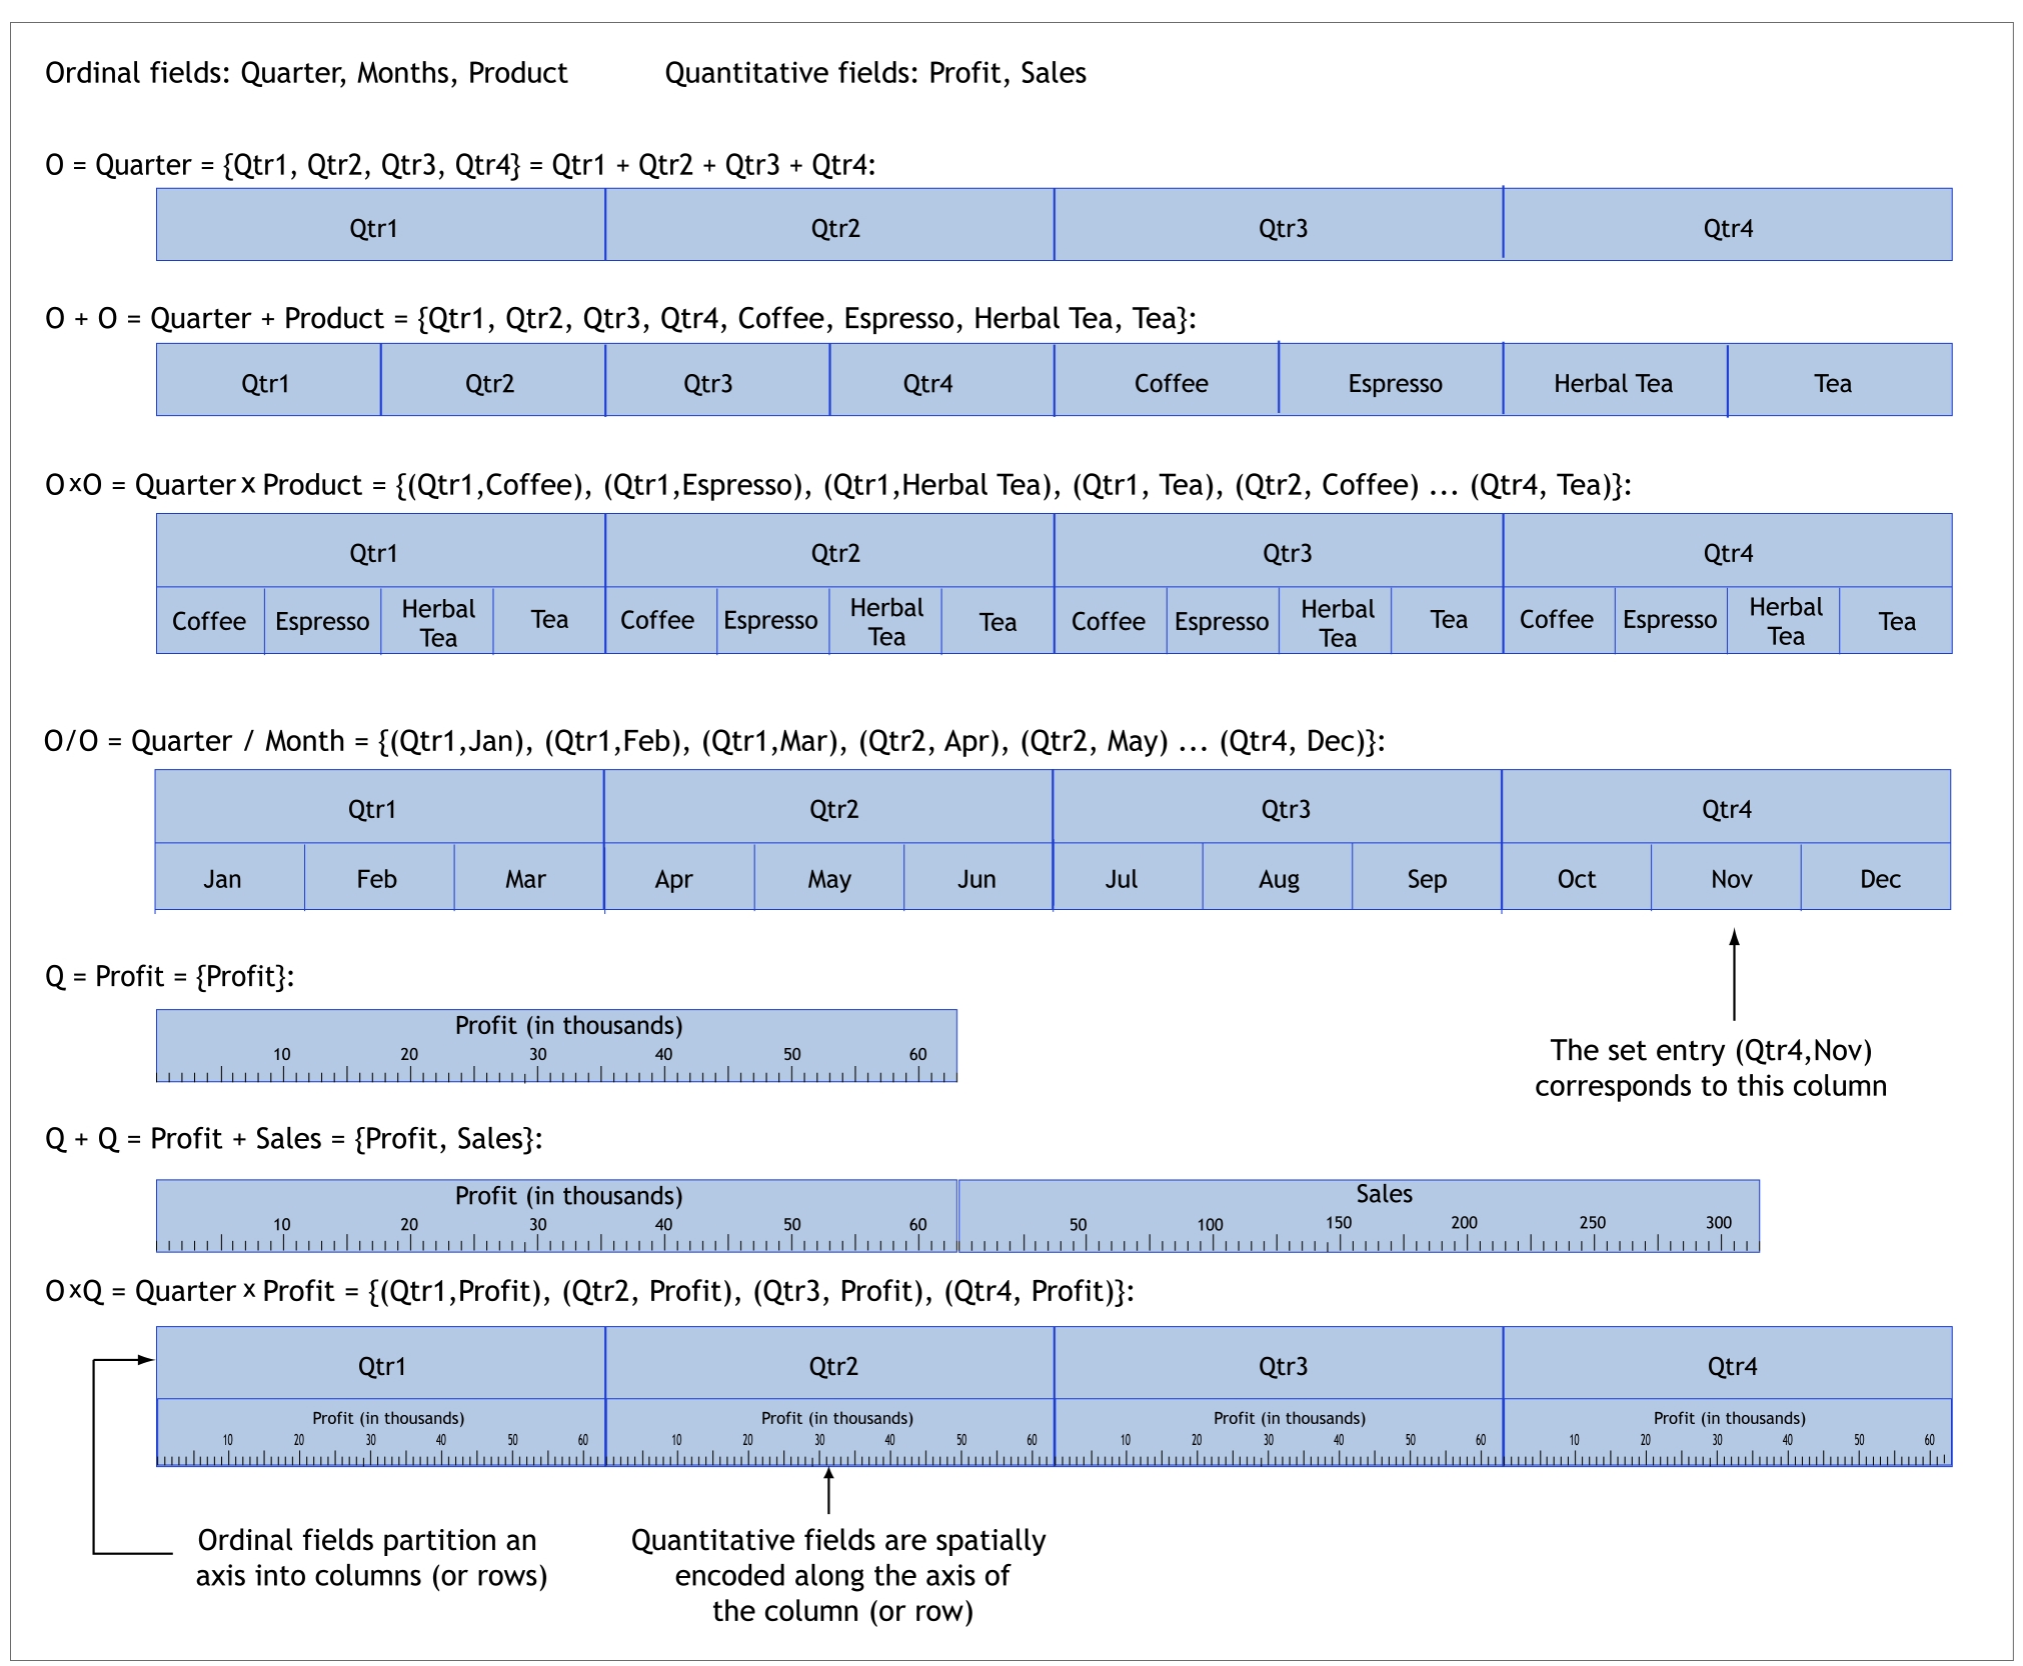 Ordinal fields: Quarter, Months, Product Quantitative fields: Profit, Sales
O = Quarter = {Qtr1, Qtr2, Qtr3, Qtr4} = Qtr1 + Qtr2 + Qtr3 + Qtr4:
Qtr1 Qtr2 Qtr3 Qtr4
O + O = Quarter + Product = {Qtr1, Qtr2, Qtr3, Qtr4, Coffee, Espresso, Herbal Tea, Tea}:
Qtr1 Qtr2 Qtr3 Qtr4 Coffee Espresso Herbal Tea Tea
O×O = Quarter × Product = {(Qtr1,Coffee), (Qtr1,Espresso), (Qtr1,Herbal Tea), (Qtr1, Tea), (Qtr2, Coffee) ... (Qtr4, Tea)}:
Qtr1 Qtr2 Qtr3 Qtr4
Coffee Espresso Herbal Tea Tea Coffee Espresso Herbal Tea Tea Coffee Espresso Herbal Tea Tea Coffee Espresso Herbal Tea Tea
O/O = Quarter / Month = {(Qtr1,Jan), (Qtr1,Feb), (Qtr1,Mar), (Qtr2, Apr), (Qtr2, May) ... (Qtr4, Dec)}:
Qtr1 Qtr2 Qtr3 Qtr4
Jan Feb Mar Apr May Jun Jul Aug Sep Oct Nov Dec
The set entry (Qtr4,Nov)
corresponds to this column
Q = Profit = {Profit}:
Profit (in thousands)
10 20 30 40 50 60
Q + Q = Profit + Sales = {Profit, Sales}:
Profit (in thousands) Sales
10 20 30 40 50 60 50 100 150 200 250 300
O×Q = Quarter × Profit = {(Qtr1,Profit), (Qtr2, Profit), (Qtr3, Profit), (Qtr4, Profit)}:
Qtr1 Qtr2 Qtr3 Qtr4
Profit (in thousands) Profit (in thousands) Profit (in thousands) Profit (in thousands)
10 20 30 40 50 60 10 20 30 40 50 60 10 20 30 40 50 60 10 20 30 40 50 60
Ordinal fields partition an
axis into columns (or rows)
Quantitative fields are spatially
encoded along the axis of
the column (or row)